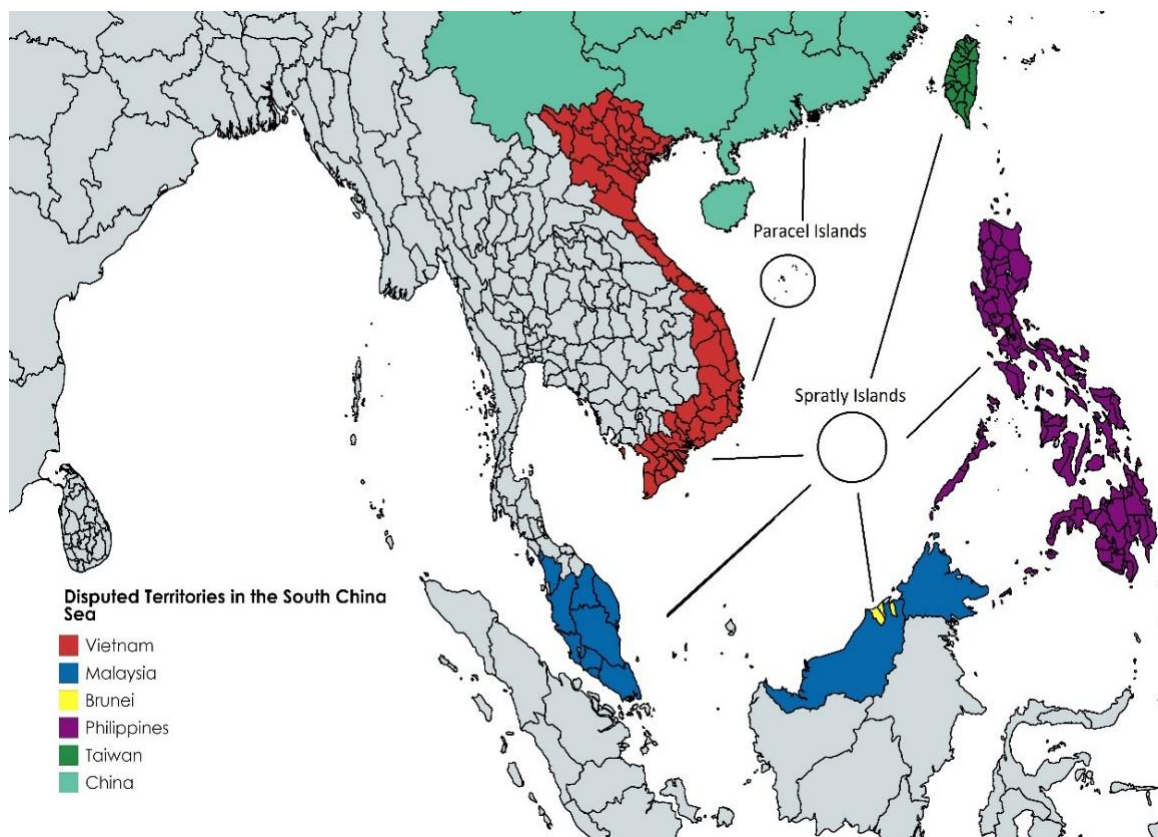 Paracel Islands
Spratly Islands
Disputed Territories in the South China
Sea
Vietnam
Malaysia
Brunei
Philippines
Taiwan
China